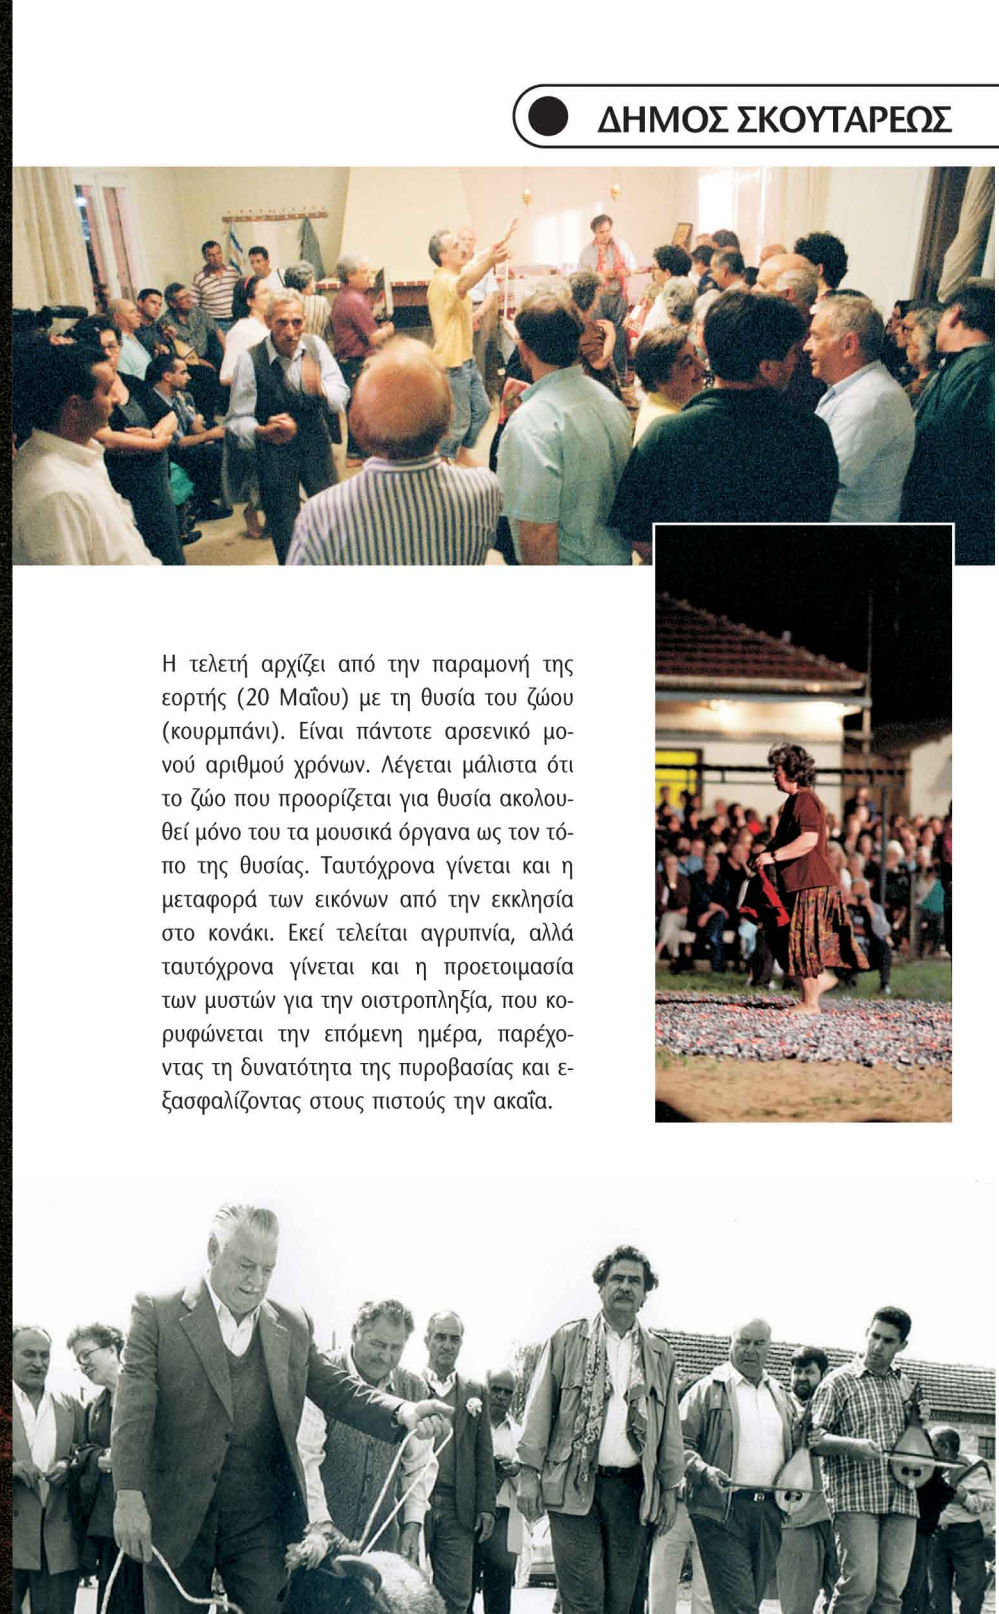 ΔΗΜΟΣ ΣΚΟΥΤΑΡΕΩΣ
Η τελετή αρχίζει από την παραμονή της
εορτής (20 Μαΐου) με τη θυσία του ζώου
(κουρμπάνι). Είναι πάντοτε αρσενικό μο-
νού αριθμού χρόνων. Λέγεται μάλιστα ότι
το ζώο που προορίζεται για θυσία ακολου-
θεί μόνο του τα μουσικά όργανα ως τον τό-
πο της θυσίας. Ταυτόχρονα γίνεται και η
μεταφορά των εικόνων από την εκκλησία
στο κονάκι. Εκεί τελείται αγρυπνία, αλλά
ταυτόχρονα γίνεται και η προετοιμασία
των μυστών για την οιστροπληξία, που κο-
ρυφώνεται την επόμενη ημέρα, παρέχο-
ντας τη δυνατότητα της πυροβασίας και ε-
ξασφαλίζοντας στους πιστούς την ακαΐα.